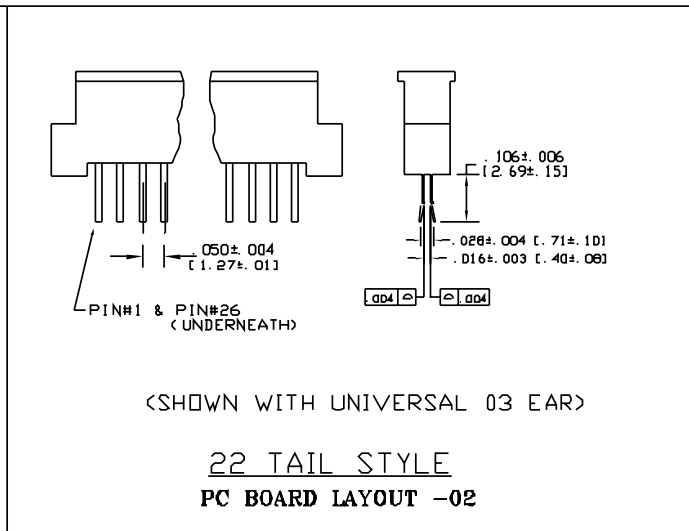 .106±.006
[2.69±.15]
.050±.004
[1.27±.01]
.028±.004 [.71±.10]
.016±.003 [.40±.08]
.004
.004
PIN#1 & PIN#26
(UNDERNEATH)
(SHOWN WITH UNIVERSAL 03 EAR)
22 TAIL STYLE
PC BOARD LAYOUT -02